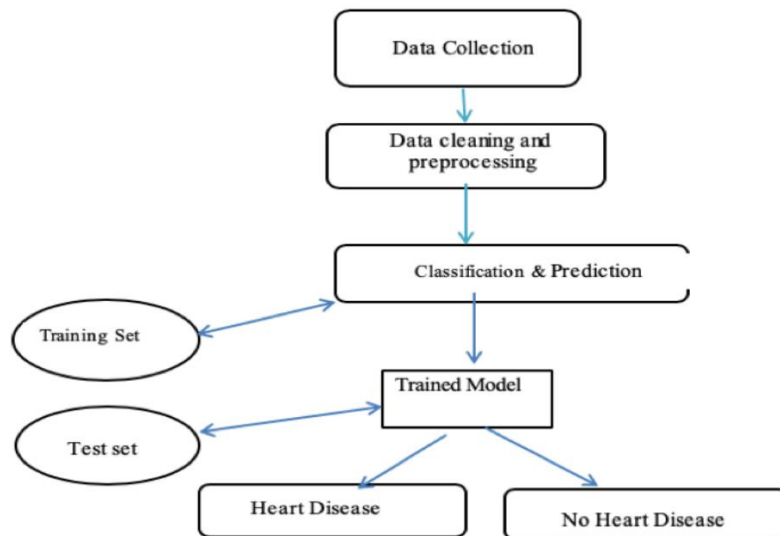 Data Collection
Data cleaning and
preprocessing
Classification & Prediction
Training Set
Trained Model
Test set
Heart Disease
No Heart Disease